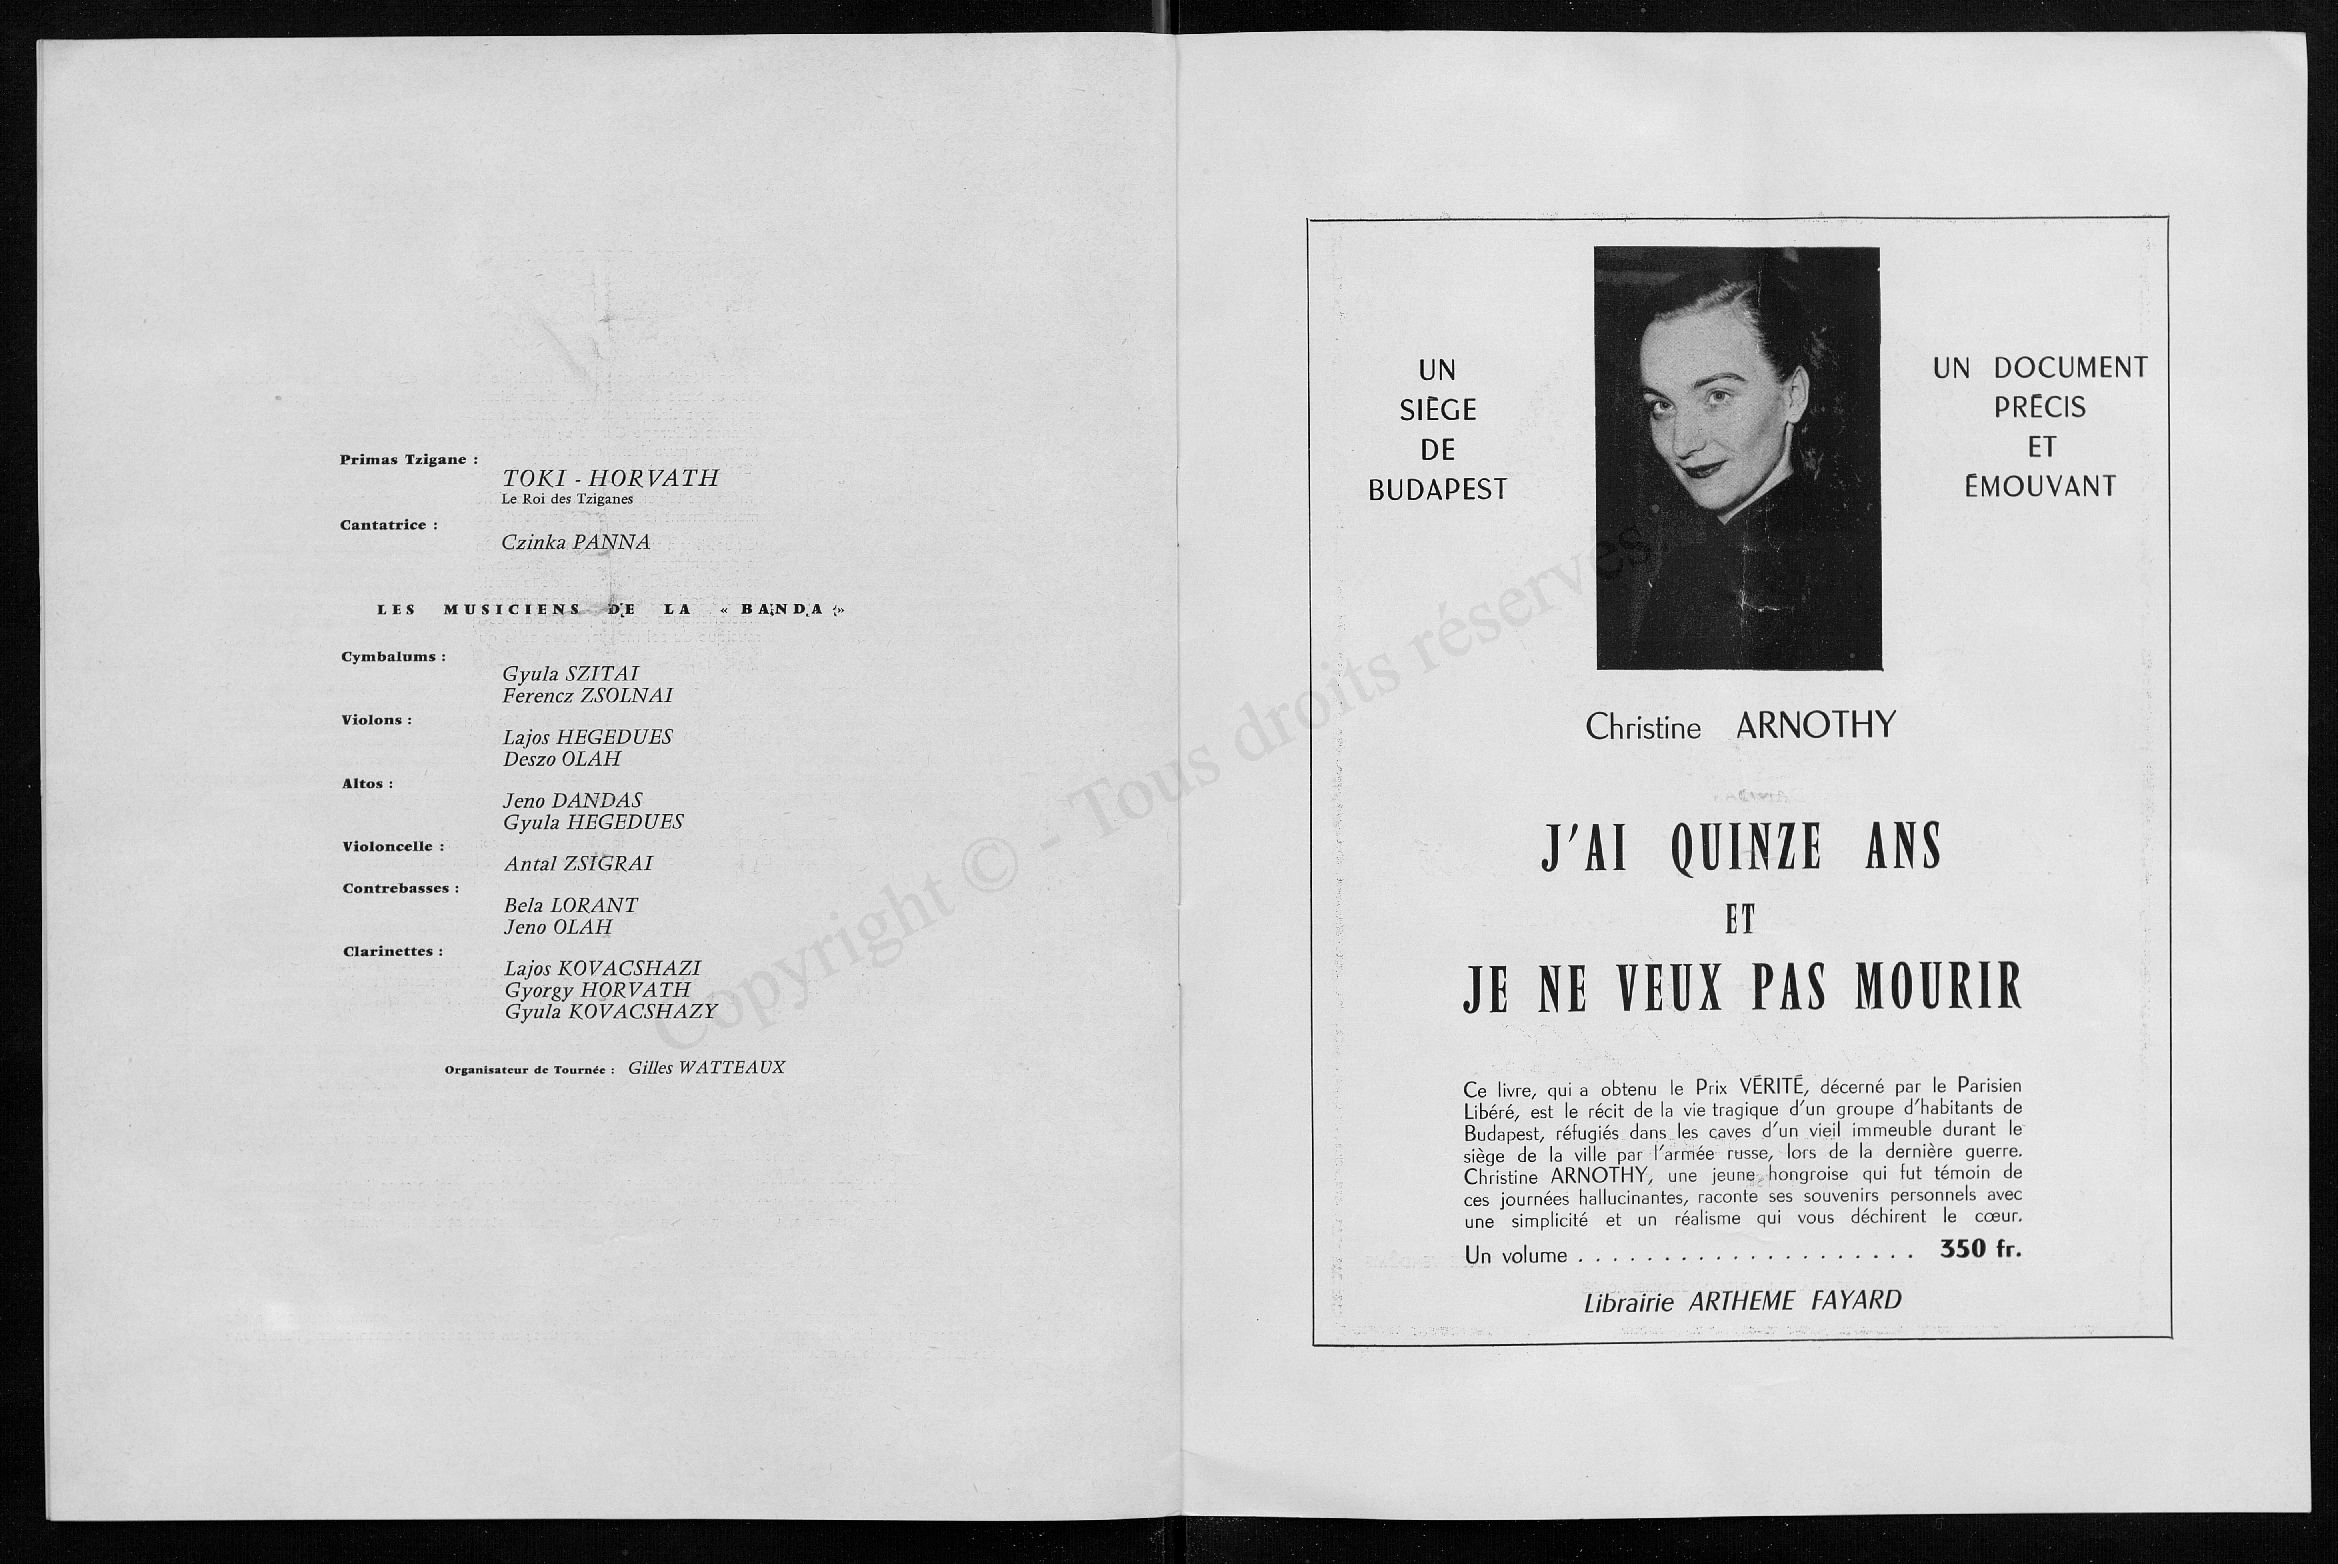 Primas Tzigane :
TOKI - HORVATH
Le Roi des Tziganes
Cantatrice :
Czinka PANNA
LES MUSICIENS DE LA « BANDA »
Cymbalums :
Gyula SZITAI
Ferencz ZSOLNAI
Violons :
Lajos HEGEDUES
Deszo OLAH
Altos :
Jeno DANDAS
Gyula HEGEDUES
Violoncelle :
Antal ZSIGRAI
Contrebasses :
Bela LORANT
Jeno OLAH
Clarinettes :
Lajos KOVACSHAZI
Gyorgy HORVATH
Gyula KOVACSHAZY
Organisateur de Tournée : Gilles WATTEAUX
Copyright © - Tous droits réservés
UN
SIÈGE
DE
BUDAPEST
UN DOCUMENT
PRÉCIS
ET
ÉMOUVANT
Christine ARNOTHY
J'AI QUINZE ANS
ET
JE NE VEUX PAS MOURIR
Ce livre, qui a obtenu le Prix VÉRITÉ, décerné par le Parisien
Libéré, est le récit de la vie tragique d'un groupe d'habitants de
Budapest, réfugiés dans les caves d'un vieil immeuble durant le
siège de la ville par l'armée russe, lors de la dernière guerre.
Christine ARNOTHY, une jeune hongroise qui fut témoin de
ces journées hallucinantes, raconte ses souvenirs personnels avec
une simplicité et un réalisme qui vous déchirent le cœur.
Un volume . . . . . . . . . . . . . . . . . . . . 350 fr.
Librairie ARTHEME FAYARD